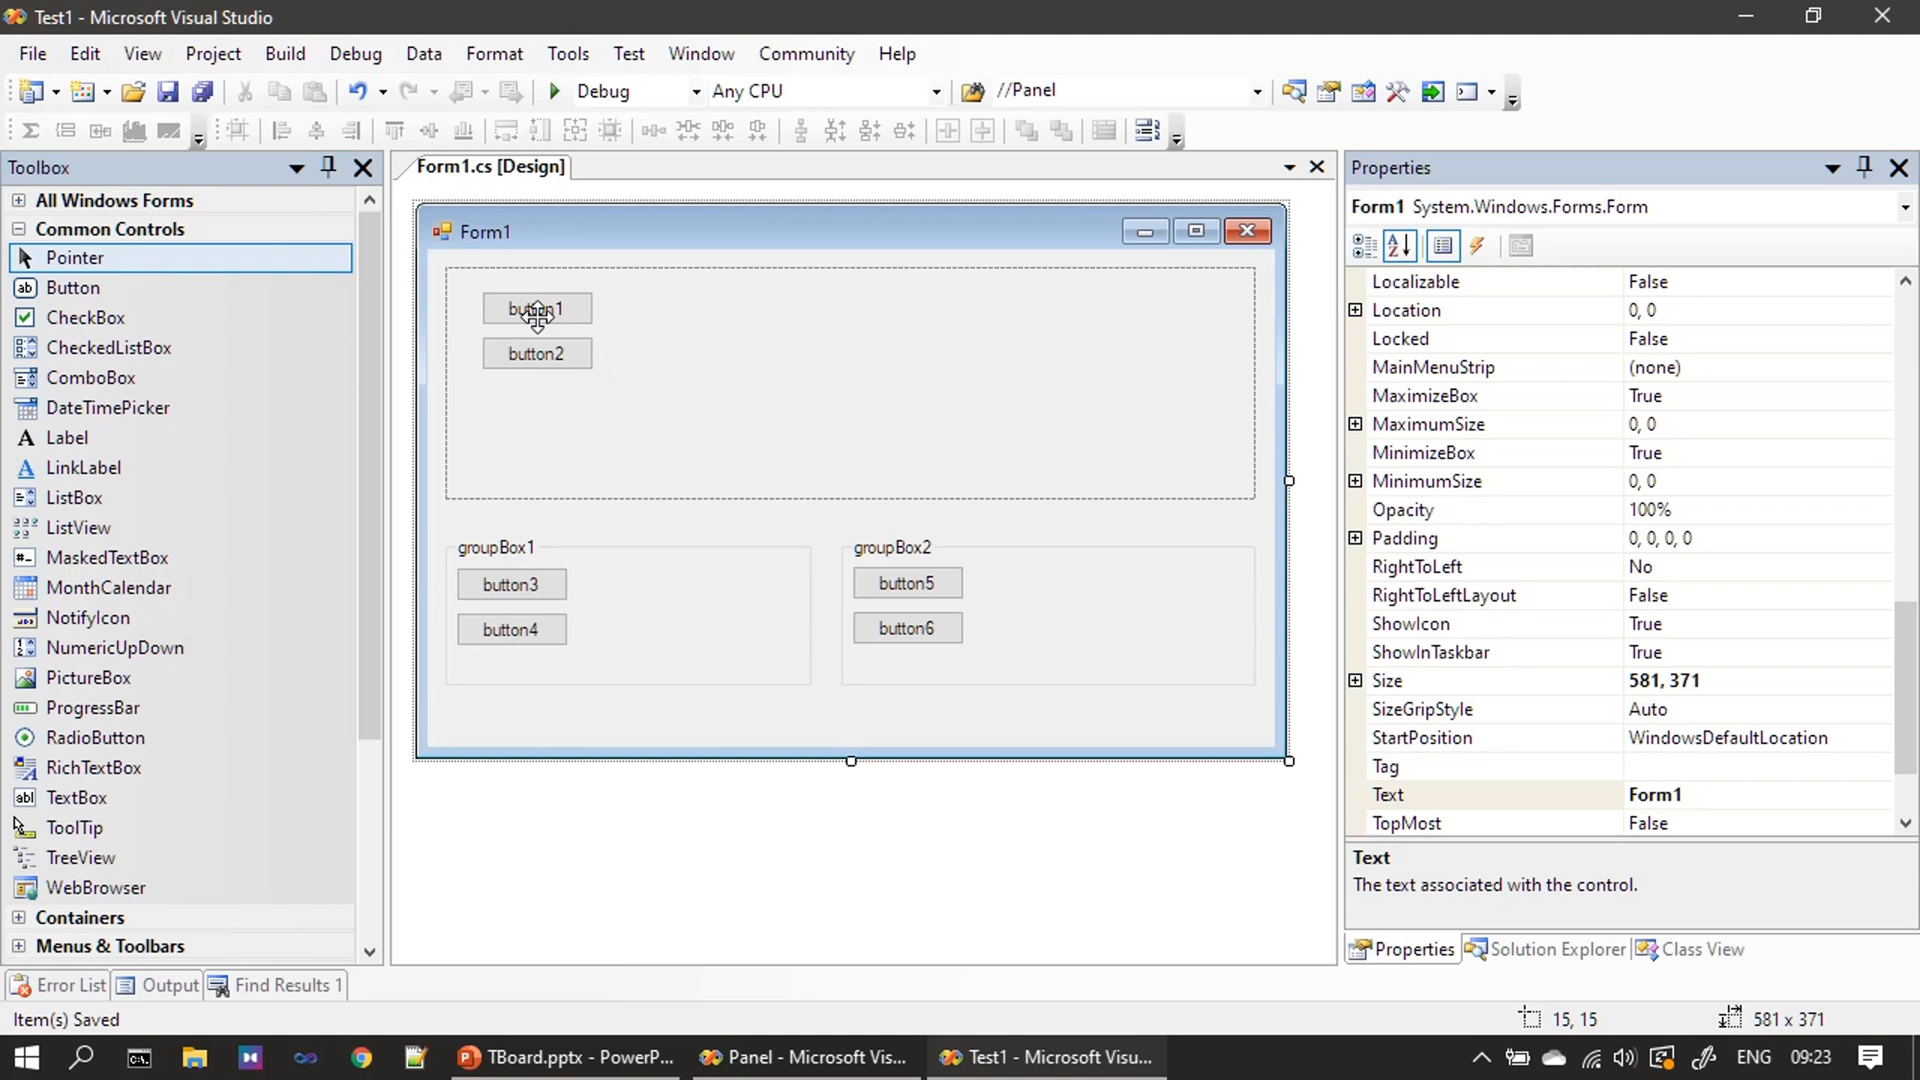 Test1 - Microsoft Visual Studio
File Edit View Project Build Debug Data Format Tools Test Window Community Help
Debug Any CPU //Panel
Toolbox
All Windows Forms
Common Controls
Pointer
Button
CheckBox
CheckedListBox
ComboBox
DateTimePicker
Label
LinkLabel
ListBox
ListView
MaskedTextBox
MonthCalendar
NotifyIcon
NumericUpDown
PictureBox
ProgressBar
RadioButton
RichTextBox
TextBox
ToolTip
TreeView
WebBrowser
Containers
Menus & Toolbars
Form1.cs [Design]
Form1
button1
button2
groupBox1
button3
button4
groupBox2
button5
button6
Properties
Form1 System.Windows.Forms.Form
Localizable False
Location 0, 0
Locked False
MainMenuStrip (none)
MaximizeBox True
MaximumSize 0, 0
MinimizeBox True
MinimumSize 0, 0
Opacity 100%
Padding 0, 0, 0, 0
RightToLeft No
RightToLeftLayout False
ShowIcon True
ShowInTaskbar True
Size 581, 371
SizeGripStyle Auto
StartPosition WindowsDefaultLocation
Tag
Text Form1
TopMost False
Text
The text associated with the control.
Properties Solution Explorer Class View
Error List Output Find Results 1
Item(s) Saved 15, 15 581 x 371
TBoard.pptx - PowerP... Panel - Microsoft Vis... Test1 - Microsoft Visu... ENG 09:23